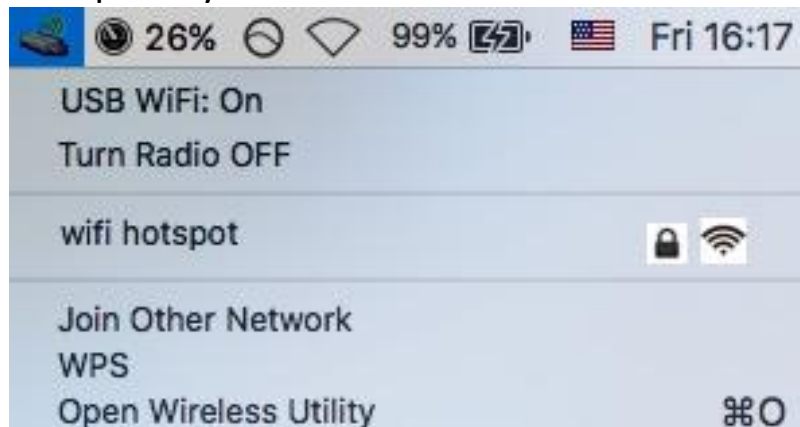 26% 99% Fri 16:17
USB WiFi: On
Turn Radio OFF
wifi hotspot
Join Other Network
WPS
Open Wireless Utility ⌘O